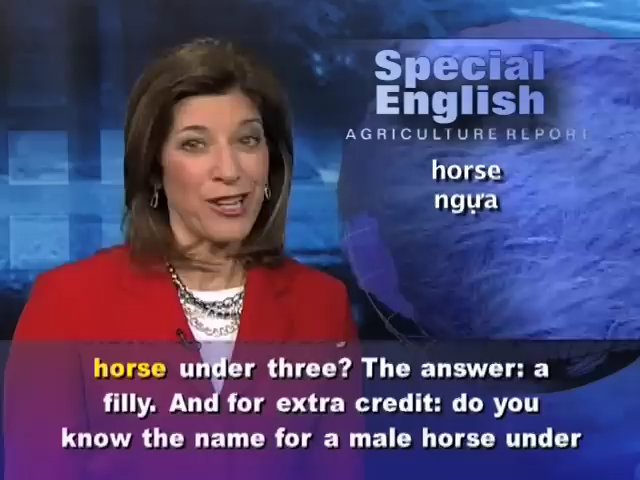 Special
English
AGRICULTURE REPORT
horse
ngựa
horse under three? The answer: a
filly. And for extra credit: do you
know the name for a male horse under